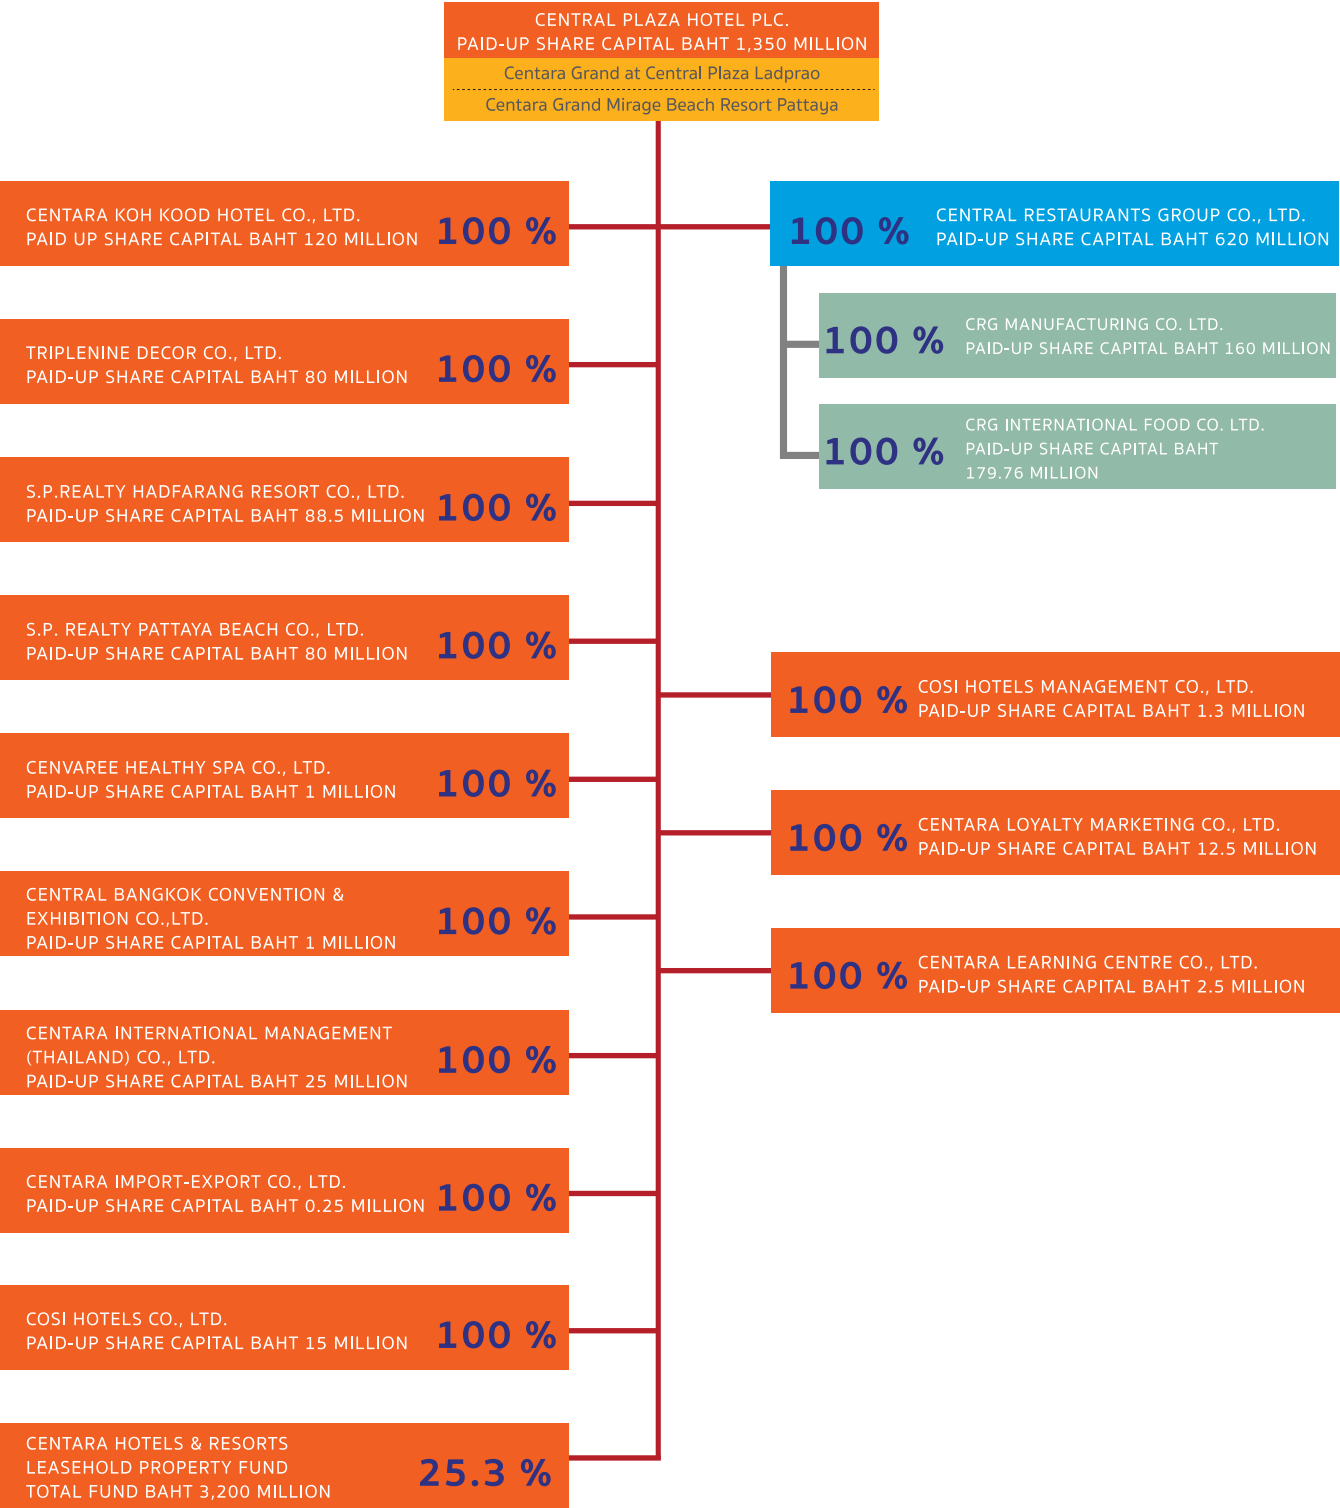 CENTRAL PLAZA HOTEL PLC.
PAID-UP SHARE CAPITAL BAHT 1,350 MILLION
Centara Grand at Central Plaza Ladprao
Centara Grand Mirage Beach Resort Pattaya
CENTARA KOH KOOD HOTEL CO., LTD.
PAID UP SHARE CAPITAL BAHT 120 MILLION
100 %
TRIPLENINE DECOR CO., LTD.
PAID-UP SHARE CAPITAL BAHT 80 MILLION
100 %
S.P.REALTY HADFARANG RESORT CO., LTD.
PAID-UP SHARE CAPITAL BAHT 88.5 MILLION
100 %
S.P. REALTY PATTAYA BEACH CO., LTD.
PAID-UP SHARE CAPITAL BAHT 80 MILLION
100 %
CENVAREE HEALTHY SPA CO., LTD.
PAID-UP SHARE CAPITAL BAHT 1 MILLION
100 %
CENTRAL BANGKOK CONVENTION &
EXHIBITION CO.,LTD.
PAID-UP SHARE CAPITAL BAHT 1 MILLION
100 %
CENTARA INTERNATIONAL MANAGEMENT
(THAILAND) CO., LTD.
PAID-UP SHARE CAPITAL BAHT 25 MILLION
100 %
CENTARA IMPORT-EXPORT CO., LTD.
PAID-UP SHARE CAPITAL BAHT 0.25 MILLION
100 %
COSI HOTELS CO., LTD.
PAID-UP SHARE CAPITAL BAHT 15 MILLION
100 %
CENTARA HOTELS & RESORTS
LEASEHOLD PROPERTY FUND
TOTAL FUND BAHT 3,200 MILLION
25.3 %
100 %
CENTRAL RESTAURANTS GROUP CO., LTD.
PAID-UP SHARE CAPITAL BAHT 620 MILLION
100 %
CRG MANUFACTURING CO. LTD.
PAID-UP SHARE CAPITAL BAHT 160 MILLION
100 %
CRG INTERNATIONAL FOOD CO. LTD.
PAID-UP SHARE CAPITAL BAHT
179.76 MILLION
100 %
COSI HOTELS MANAGEMENT CO., LTD.
PAID-UP SHARE CAPITAL BAHT 1.3 MILLION
100 %
CENTARA LOYALTY MARKETING CO., LTD.
PAID-UP SHARE CAPITAL BAHT 12.5 MILLION
100 %
CENTARA LEARNING CENTRE CO., LTD.
PAID-UP SHARE CAPITAL BAHT 2.5 MILLION